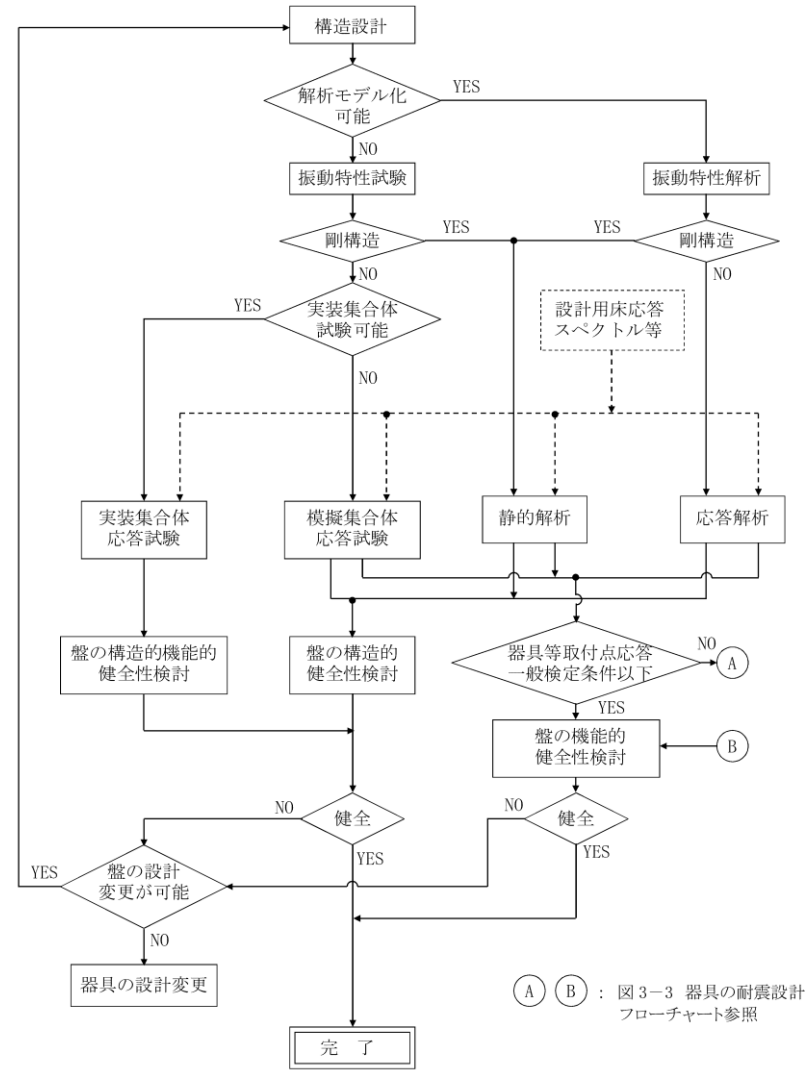 構造設計
解析モデル化
可能
YES
NO
振動特性試験
振動特性解析
剛構造
YES
YES
剛構造
NO
NO
実装集合体
試験可能
YES
NO
設計用床応答
スペクトル等
実装集合体
応答試験
模擬集合体
応答試験
静的解析
応答解析
盤の構造的機能的
健全性検討
盤の構造的
健全性検討
器具等取付点応答
一般検定条件以下
NO
A
YES
盤の機能的
健全性検討
B
健全
NO
YES
健全
NO
YES
盤の設計
変更が可能
YES
NO
器具の設計変更
完 了
A B : 図3-3 器具の耐震設計
フローチャート参照